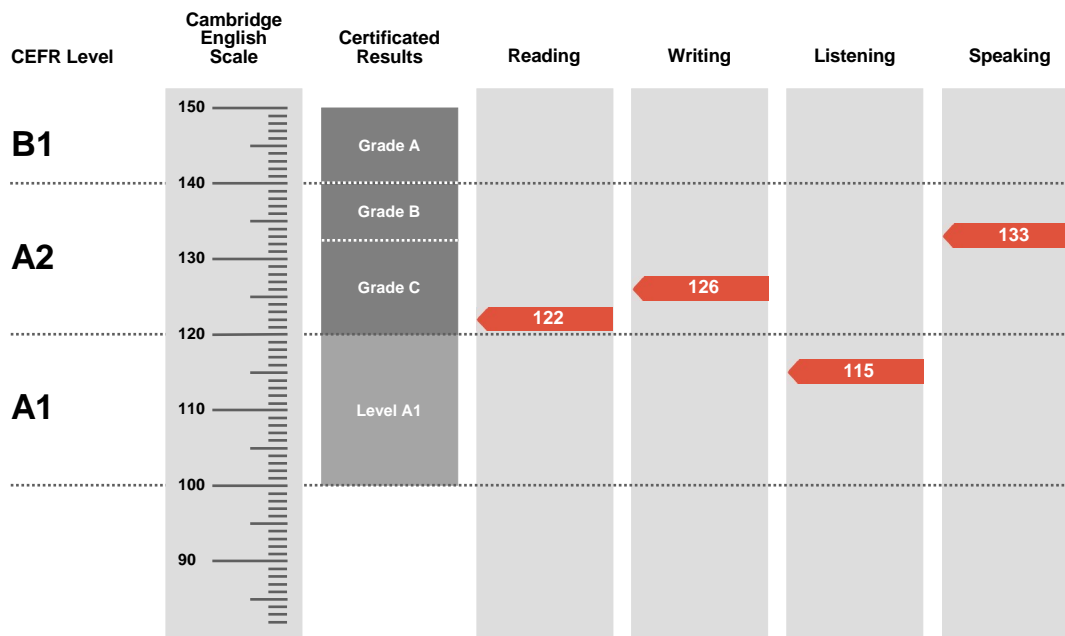 CEFR Level
Cambridge
English
Scale
Certificated
Results
Reading
Writing
Listening
Speaking
150
B1
Grade A
140
Grade B
133
A2
130
Grade C
126
122
120
115
A1
110
Level A1
100
90